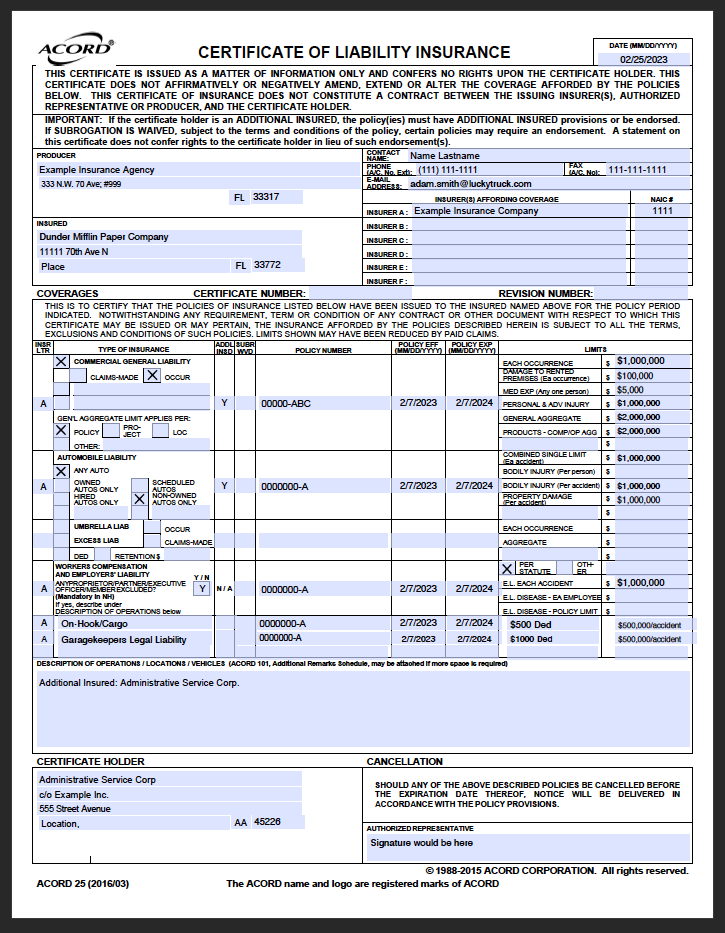 ACORD®
CERTIFICATE OF LIABILITY INSURANCE
DATE (MM/DD/YYYY)
02/25/2023
THIS CERTIFICATE IS ISSUED AS A MATTER OF INFORMATION ONLY AND CONFERS NO RIGHTS UPON THE CERTIFICATE HOLDER. THIS
CERTIFICATE DOES NOT AFFIRMATIVELY OR NEGATIVELY AMEND, EXTEND OR ALTER THE COVERAGE AFFORDED BY THE POLICIES
BELOW. THIS CERTIFICATE OF INSURANCE DOES NOT CONSTITUTE A CONTRACT BETWEEN THE ISSUING INSURER(S), AUTHORIZED
REPRESENTATIVE OR PRODUCER, AND THE CERTIFICATE HOLDER.
IMPORTANT: If the certificate holder is an ADDITIONAL INSURED, the policy(ies) must have ADDITIONAL INSURED provisions or be endorsed.
If SUBROGATION IS WAIVED, subject to the terms and conditions of the policy, certain policies may require an endorsement. A statement on
this certificate does not confer rights to the certificate holder in lieu of such endorsement(s).
PRODUCER
Example Insurance Agency
333 N.W. 70 Ave; #999
FL 33317
CONTACT NAME: Name Lastname
PHONE (A/C, No, Ext): (111) 111-1111 FAX (A/C, No): 111-111-1111
E-MAIL ADDRESS: adam.smith@luckytruck.com
INSURER(S) AFFORDING COVERAGE NAIC #
INSURER A : Example Insurance Company 1111
INSURED
Dunder Mifflin Paper Company
11111 70th Ave N
Place FL 33772
INSURER B :
INSURER C :
INSURER D :
INSURER E :
INSURER F :
COVERAGES CERTIFICATE NUMBER: REVISION NUMBER:
THIS IS TO CERTIFY THAT THE POLICIES OF INSURANCE LISTED BELOW HAVE BEEN ISSUED TO THE INSURED NAMED ABOVE FOR THE POLICY PERIOD
INDICATED. NOTWITHSTANDING ANY REQUIREMENT, TERM OR CONDITION OF ANY CONTRACT OR OTHER DOCUMENT WITH RESPECT TO WHICH THIS
CERTIFICATE MAY BE ISSUED OR MAY PERTAIN, THE INSURANCE AFFORDED BY THE POLICIES DESCRIBED HEREIN IS SUBJECT TO ALL THE TERMS,
EXCLUSIONS AND CONDITIONS OF SUCH POLICIES. LIMITS SHOWN MAY HAVE BEEN REDUCED BY PAID CLAIMS.
INSR LTR TYPE OF INSURANCE ADDL INSD SUBR WVD POLICY NUMBER POLICY EFF (MM/DD/YYYY) POLICY EXP (MM/DD/YYYY) LIMITS
X COMMERCIAL GENERAL LIABILITY EACH OCCURRENCE $ $1,000,000
CLAIMS-MADE X OCCUR DAMAGE TO RENTED PREMISES (Ea occurrence) $ $100,000
MED EXP (Any one person) $ $5,000
A Y 00000-ABC 2/7/2023 2/7/2024 PERSONAL & ADV INJURY $ $1,000,000
GEN'L AGGREGATE LIMIT APPLIES PER: GENERAL AGGREGATE $ $2,000,000
X POLICY PRO-JECT LOC PRODUCTS - COMP/OP AGG $ $2,000,000
OTHER: $
AUTOMOBILE LIABILITY COMBINED SINGLE LIMIT (Ea accident) $ $1,000,000
X ANY AUTO BODILY INJURY (Per person) $
A OWNED AUTOS ONLY SCHEDULED AUTOS Y 0000000-A 2/7/2023 2/7/2024 BODILY INJURY (Per accident) $ $1,000,000
HIRED AUTOS ONLY X NON-OWNED AUTOS ONLY PROPERTY DAMAGE (Per accident) $ $1,000,000
$
UMBRELLA LIAB OCCUR EACH OCCURRENCE $
EXCESS LIAB CLAIMS-MADE AGGREGATE $
DED RETENTION $ $
WORKERS COMPENSATION X PER STATUTE OTH-ER
AND EMPLOYERS' LIABILITY Y / N
A ANYPROPRIETOR/PARTNER/EXECUTIVE OFFICER/MEMBER EXCLUDED? Y N / A 0000000-A 2/7/2023 2/7/2024 E.L. EACH ACCIDENT $ $1,000,000
(Mandatory in NH) E.L. DISEASE - EA EMPLOYEE $
If yes, describe under
DESCRIPTION OF OPERATIONS below E.L. DISEASE - POLICY LIMIT $
A On-Hook/Cargo 0000000-A 2/7/2023 2/7/2024 $500 Ded $500,000/accident
A Garagekeepers Legal Liability 0000000-A 2/7/2023 2/7/2024 $1000 Ded $500,000/accident
DESCRIPTION OF OPERATIONS / LOCATIONS / VEHICLES (ACORD 101, Additional Remarks Schedule, may be attached if more space is required)
Additional Insured: Administrative Service Corp.
CERTIFICATE HOLDER
Administrative Service Corp
c/o Example Inc.
555 Street Avenue
Location, AA 45226
CANCELLATION
SHOULD ANY OF THE ABOVE DESCRIBED POLICIES BE CANCELLED BEFORE
THE EXPIRATION DATE THEREOF, NOTICE WILL BE DELIVERED IN
ACCORDANCE WITH THE POLICY PROVISIONS.
AUTHORIZED REPRESENTATIVE
Signature would be here
© 1988-2015 ACORD CORPORATION. All rights reserved.
ACORD 25 (2016/03) The ACORD name and logo are registered marks of ACORD